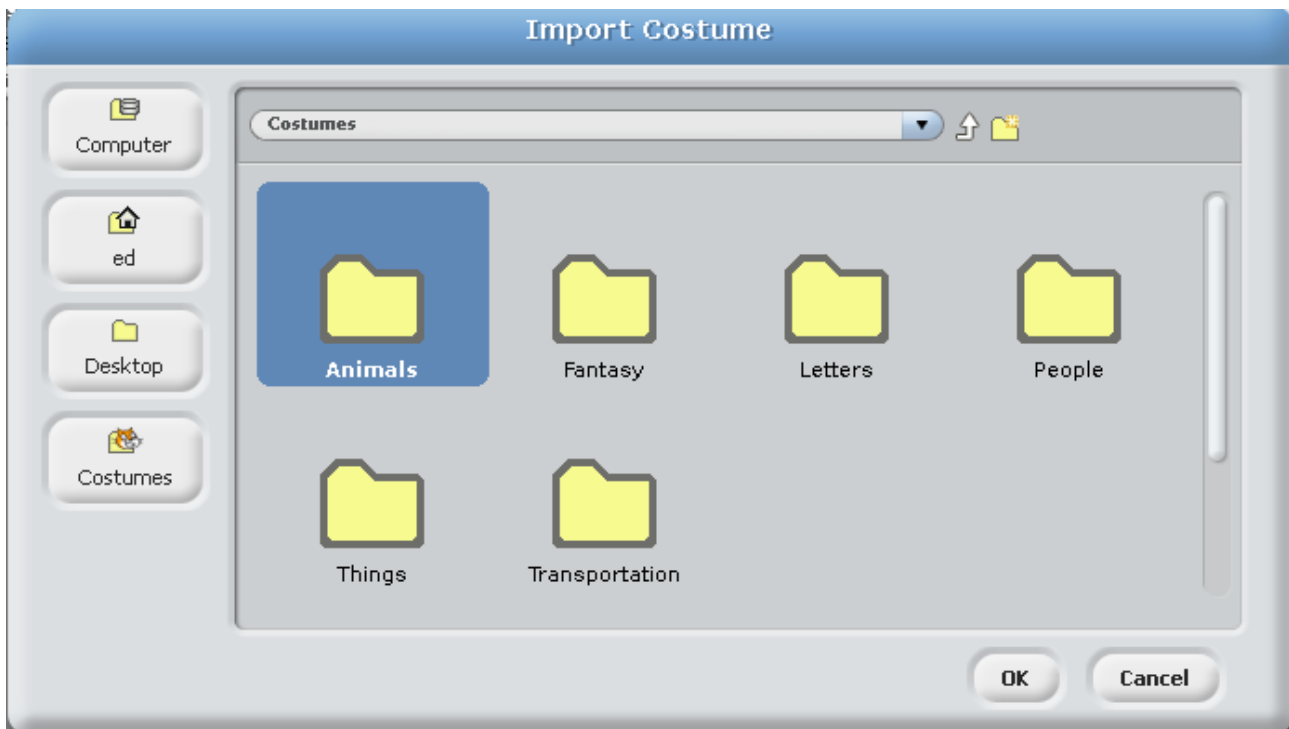 Import Costume
Computer
ed
Desktop
Costumes
Costumes
Animals
Fantasy
Letters
People
Things
Transportation
OK
Cancel